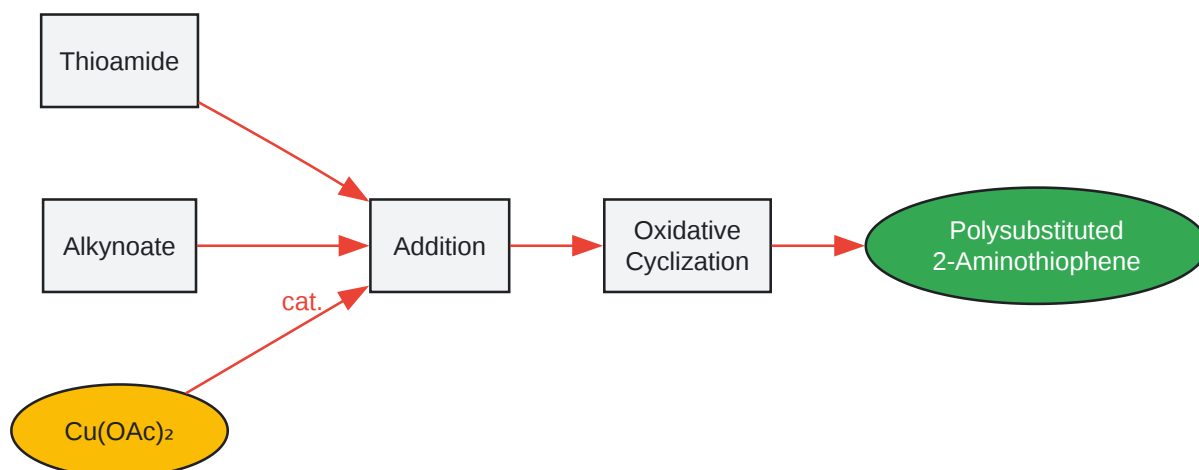 Thioamide
Alkynoate
Addition
Oxidative
Cyclization
Polysubstituted
2-Aminothiophene
cat.
Cu(OAc)₂